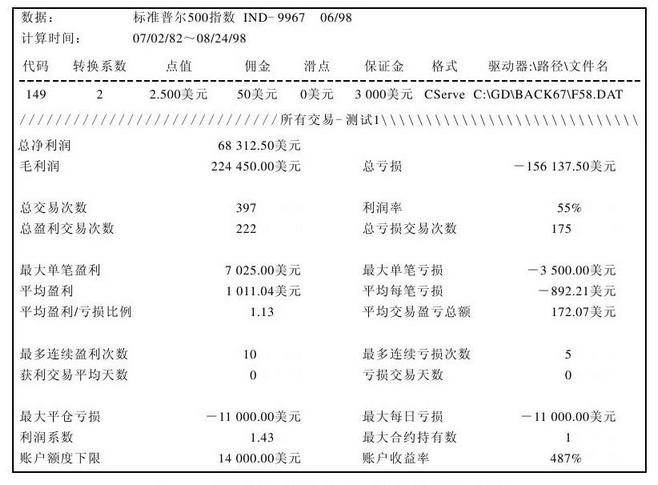 数据: 标准普尔500指数 IND-9967 06/98
计算时间: 07/02/82～08/24/98
代码 转换系数 点值 佣金 滑点 保证金 格式 驱动器:\路径\文件名
149 2 2.500美元 50美元 0美元 3 000美元 CServe C:\GD\BACK67\F58.DAT
/////////////////////////////所有交易-测试1\\\\\\\\\\\\\\\\\\\\\\\\\\\\\
总净利润 68 312.50美元
毛利润 224 450.00美元 总亏损 -156 137.50美元
总交易次数 397 利润率 55%
总盈利交易次数 222 总亏损交易次数 175
最大单笔盈利 7 025.00美元 最大单笔亏损 -3 500.00美元
平均盈利 1 011.04美元 平均每笔亏损 -892.21美元
平均盈利/亏损比例 1.13 平均交易盈亏总额 172.07美元
最多连续盈利次数 10 最多连续亏损次数 5
获利交易平均天数 0 亏损交易天数 0
最大平仓亏损 -11 000.00美元 最大每日亏损 -11 000.00美元
利润系数 1.43 最大合约持有数 1
账户额度下限 14 000.00美元 账户收益率 487%